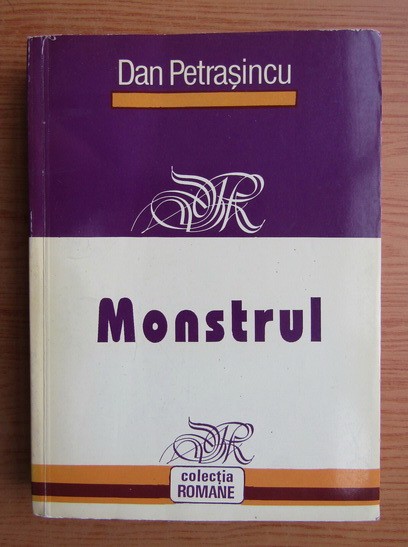 Dan Petrașincu
Monstrul
colecția
ROMANE